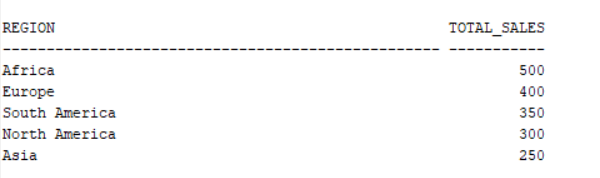 REGION TOTAL_SALES
-------------------------------------------------- -----------
Africa 500
Europe 400
South America 350
North America 300
Asia 250